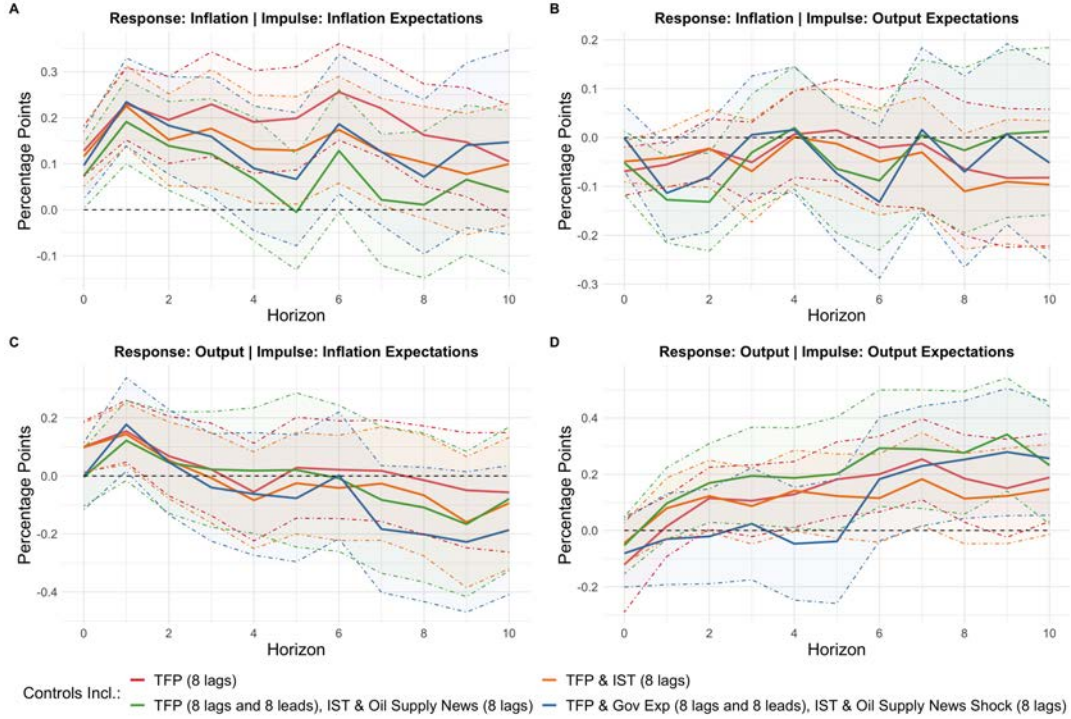 A
Response: Inflation | Impulse: Inflation Expectations
Percentage Points
0.3
0.2
0.1
0.0
-0.1
0 2 4 6 8 10
Horizon
B
Response: Inflation | Impulse: Output Expectations
Percentage Points
0.2
0.1
0.0
-0.1
-0.2
-0.3
0 2 4 6 8 10
Horizon
C
Response: Output | Impulse: Inflation Expectations
Percentage Points
0.2
0.0
-0.2
-0.4
0 2 4 6 8 10
Horizon
D
Response: Output | Impulse: Output Expectations
Percentage Points
0.4
0.2
0.0
-0.2
0 2 4 6 8 10
Horizon
Controls Incl.:
TFP (8 lags)
TFP & IST (8 lags)
TFP (8 lags and 8 leads), IST & Oil Supply News (8 lags)
TFP & Gov Exp (8 lags and 8 leads), IST & Oil Supply News Shock (8 lags)